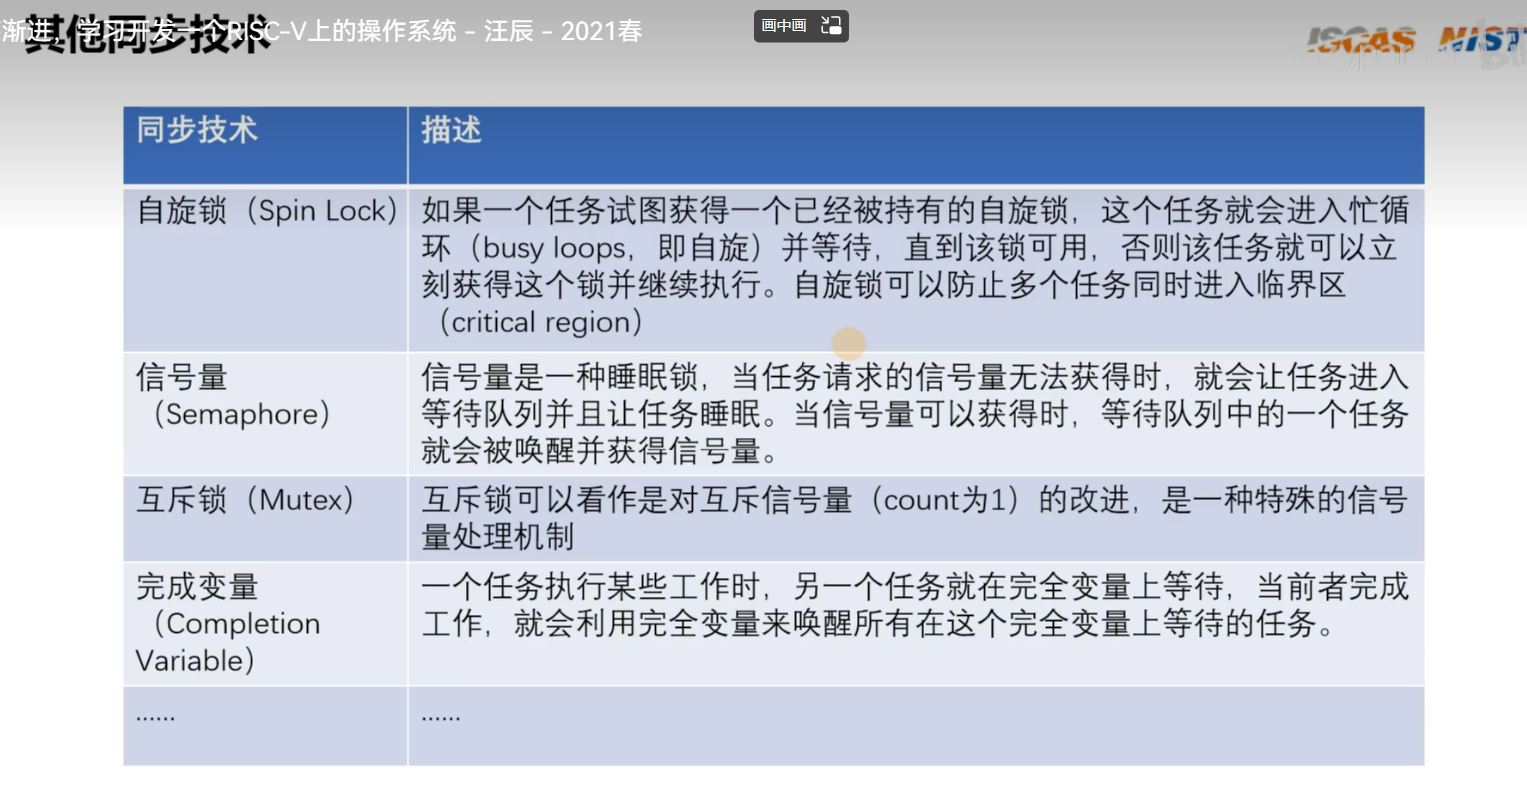 渐进，学习开发一个RISC-V上的操作系统 - 汪辰 - 2021春
其他同步技术
画中画
ISCAS
同步技术
描述
自旋锁（Spin Lock）
如果一个任务试图获得一个已经被持有的自旋锁，这个任务就会进入忙循
环（busy loops，即自旋）并等待，直到该锁可用，否则该任务就可以立
刻获得这个锁并继续执行。自旋锁可以防止多个任务同时进入临界区
（critical region）
信号量
（Semaphore）
信号量是一种睡眠锁，当任务请求的信号量无法获得时，就会让任务进入
等待队列并且让任务睡眠。当信号量可以获得时，等待队列中的一个任务
就会被唤醒并获得信号量。
互斥锁（Mutex）
互斥锁可以看作是对互斥信号量（count为1）的改进，是一种特殊的信号
量处理机制
完成变量
（Completion
Variable）
一个任务执行某些工作时，另一个任务就在完全变量上等待，当前者完成
工作，就会利用完全变量来唤醒所有在这个完全变量上等待的任务。
......
......